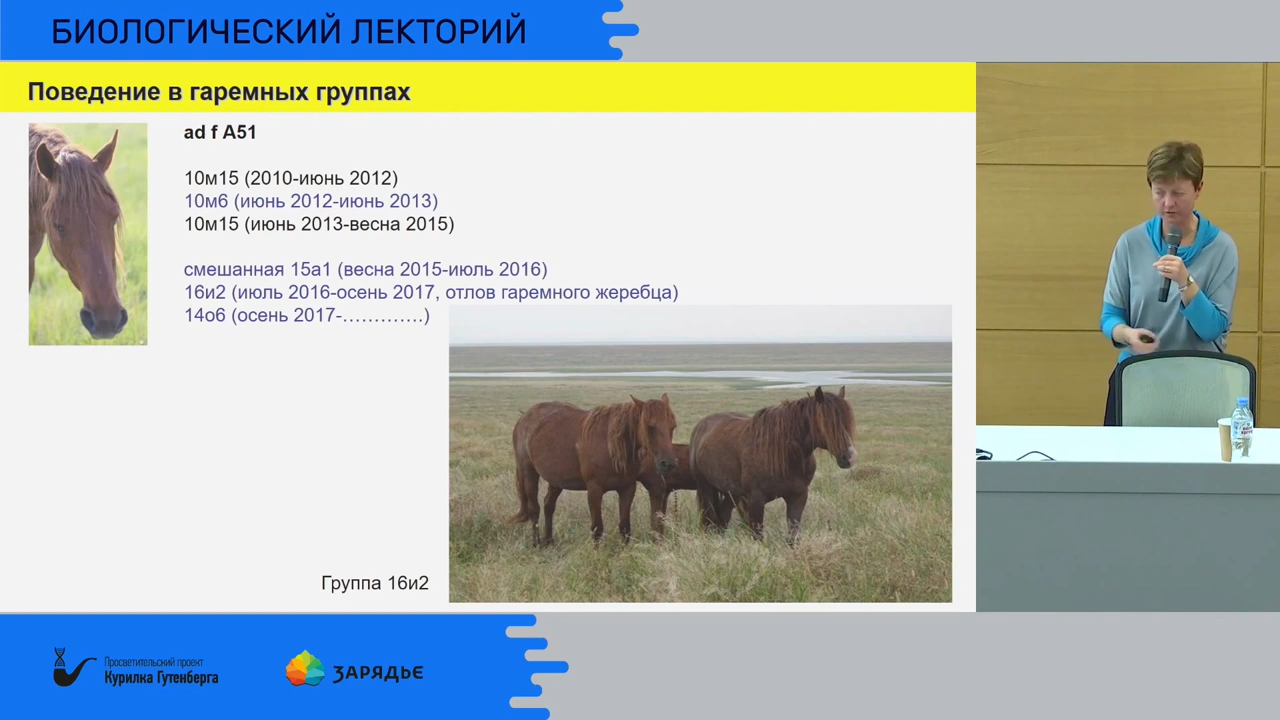 БИОЛОГИЧЕСКИЙ ЛЕКТОРИЙ
Поведение в гаремных группах
ad f A51
10м15 (2010-июнь 2012)
10м6 (июнь 2012-июнь 2013)
10м15 (июнь 2013-весна 2015)
смешанная 15а1 (весна 2015-июль 2016)
16и2 (июль 2016-осень 2017, отлов гаремного жеребца)
14о6 (осень 2017-………….)
Группа 16и2
Просветительский проект
Курилка Гутенберга
ЗАРЯДЬЕ